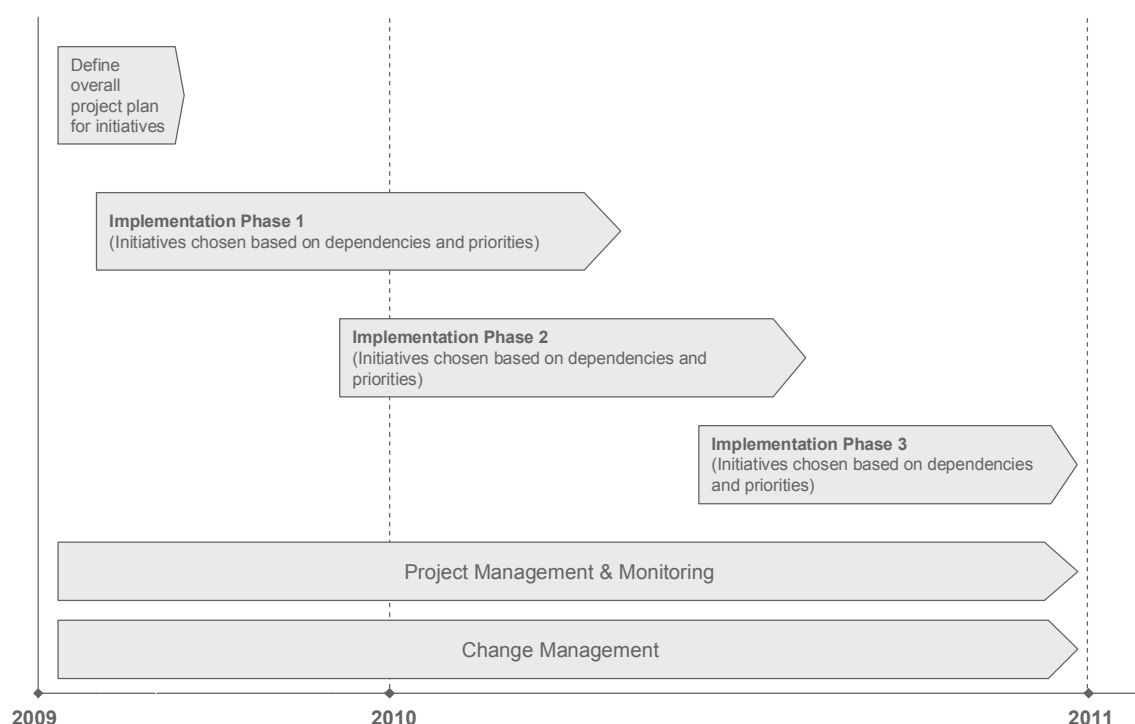 Define
overall
project plan
for initiatives
Implementation Phase 1
(Initiatives chosen based on dependencies and priorities)
Implementation Phase 2
(Initiatives chosen based on dependencies and
priorities)
Implementation Phase 3
(Initiatives chosen based on dependencies
and priorities)
Project Management & Monitoring
Change Management
2009
2010
2011